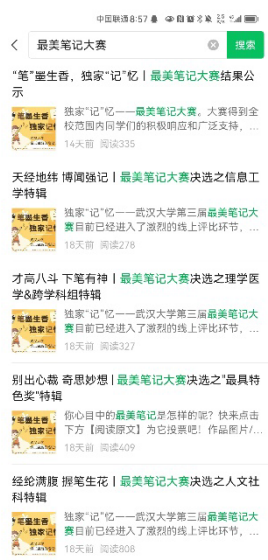 中国联通 8:57
最美笔记大赛
搜索
“笔”墨生香，独家“记”忆丨最美笔记大赛结果公
示
独家“记”忆——最美笔记大赛。大赛得到全
校范围内同学们的积极响应和广泛支持，…
14天前 阅读335
天经地纬 博闻强记丨最美笔记大赛决选之信息工
学特辑
独家“记”忆——武汉大学第三届最美笔记大
赛目前已经进入了激烈的线上评比环节，…
18天前 阅读278
才高八斗 下笔有神丨最美笔记大赛决选之理学医
学&跨学科组特辑
独家“记”忆——武汉大学第三届最美笔记大
赛目前已经进入了激烈的线上评比环节，…
18天前 阅读327
别出心裁 奇思妙想丨最美笔记大赛决选之"最具特
色奖"特辑
你心目中的最美笔记是怎样的呢？快来点击
下方【阅读原文】为它投票吧！作品图片/…
18天前 阅读409
经纶满腹 握笔生花丨最美笔记大赛决选之人文社
科特辑
独家“记”忆——武汉大学第三届最美笔记大
赛目前已经进入了激烈的线上评比环节，…
18天前 阅读808